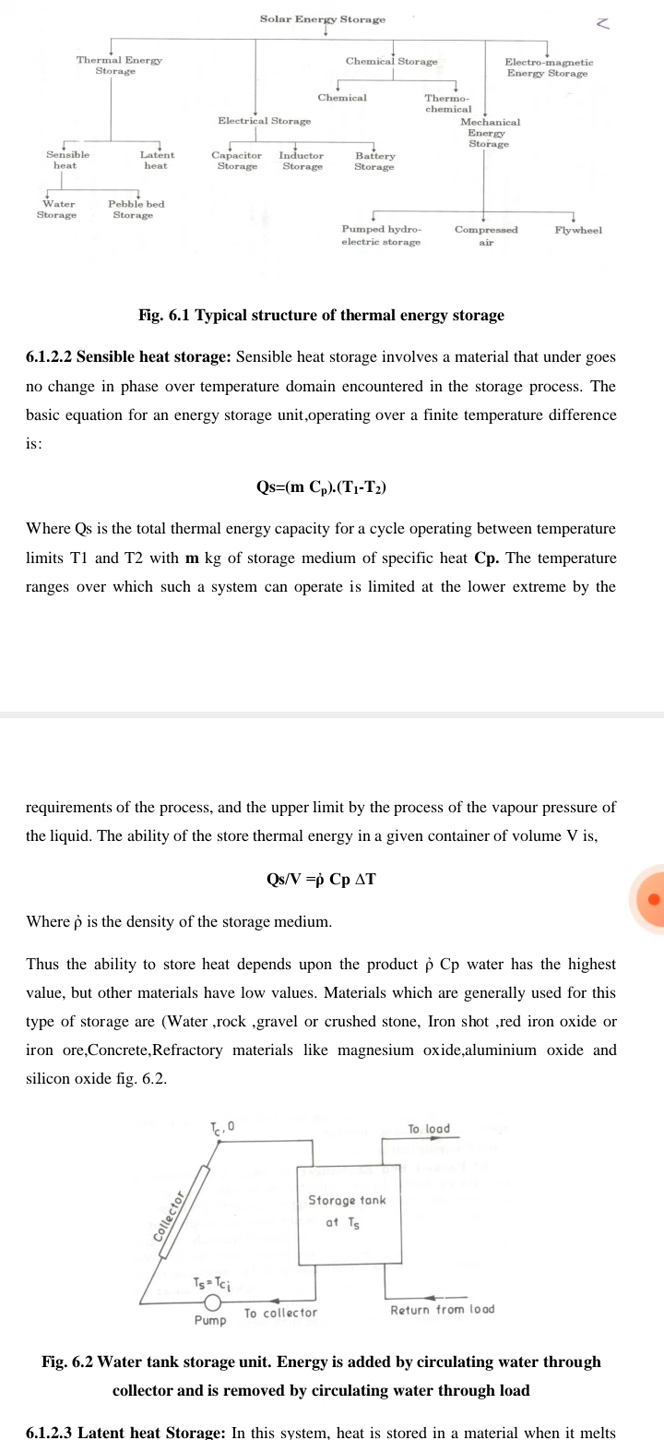 Solar Energy Storage
Thermal Energy
Storage
Chemical Storage
Electro-magnetic
Energy Storage
Chemical
Thermo-
chemical
Electrical Storage
Mechanical
Energy
Storage
Sensible
heat
Latent
heat
Capacitor
Storage
Inductor
Storage
Battery
Storage
Water
Storage
Pebble bed
Storage
Pumped hydro-
electric storage
Compressed
air
Flywheel
Fig. 6.1 Typical structure of thermal energy storage
6.1.2.2 Sensible heat storage: Sensible heat storage involves a material that under goes
no change in phase over temperature domain encountered in the storage process. The
basic equation for an energy storage unit,operating over a finite temperature difference
is:
Qs=(m Cp).(T1-T2)
Where Qs is the total thermal energy capacity for a cycle operating between temperature
limits T1 and T2 with m kg of storage medium of specific heat Cp. The temperature
ranges over which such a system can operate is limited at the lower extreme by the
requirements of the process, and the upper limit by the process of the vapour pressure of
the liquid. The ability of the store thermal energy in a given container of volume V is,
Qs/V =ρ̇ Cp ΔT
Where ρ̇ is the density of the storage medium.
Thus the ability to store heat depends upon the product ρ̇ Cp water has the highest
value, but other materials have low values. Materials which are generally used for this
type of storage are (Water ,rock ,gravel or crushed stone, Iron shot ,red iron oxide or
iron ore,Concrete,Refractory materials like magnesium oxide,aluminium oxide and
silicon oxide fig. 6.2.
Tc,0
To load
Collector
Storage tank
at Ts
Ts=Tci
Pump
To collector
Return from load
Fig. 6.2 Water tank storage unit. Energy is added by circulating water through
collector and is removed by circulating water through load
6.1.2.3 Latent heat Storage: In this system, heat is stored in a material when it melts